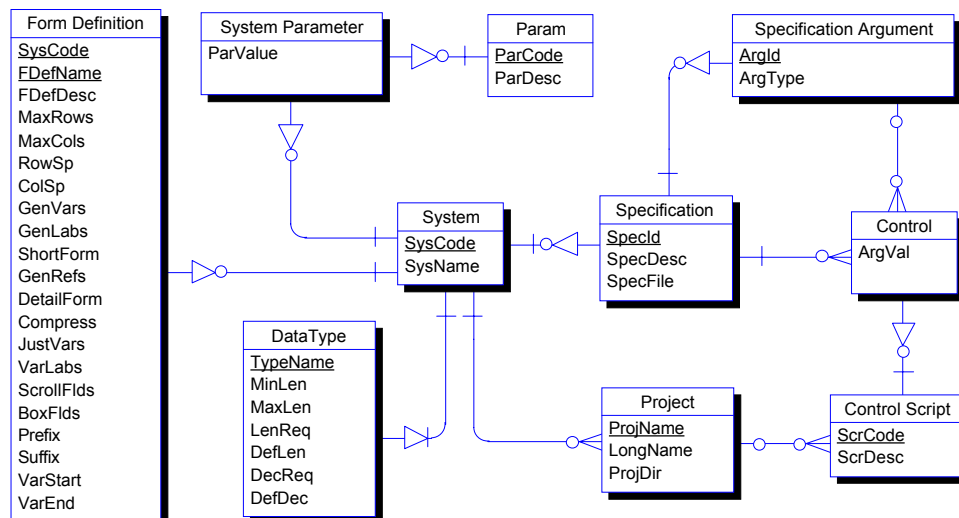 Form Definition
SysCode
FDefName
FDefDesc
MaxRows
MaxCols
RowSp
ColSp
GenVars
GenLabs
ShortForm
GenRefs
DetailForm
Compress
JustVars
VarLabs
ScrollFlds
BoxFlds
Prefix
Suffix
VarStart
VarEnd
System Parameter
ParValue
Param
ParCode
ParDesc
Specification Argument
ArgId
ArgType
System
SysCode
SysName
Specification
SpecId
SpecDesc
SpecFile
Control
ArgVal
DataType
TypeName
MinLen
MaxLen
LenReq
DefLen
DecReq
DefDec
Project
ProjName
LongName
ProjDir
Control Script
ScrCode
ScrDesc